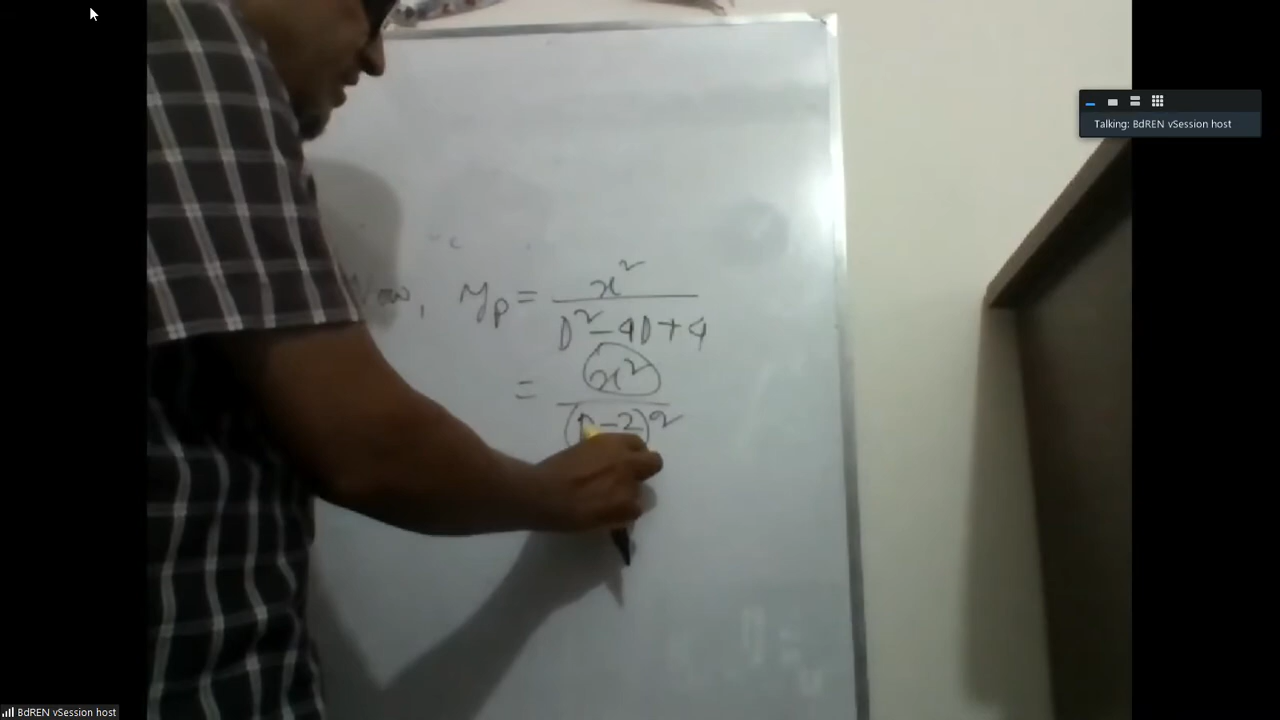 Talking: BdREN vSession host
Now, yp = x²
D²-4D+4
= x²
(D-2)²
BdREN vSession host